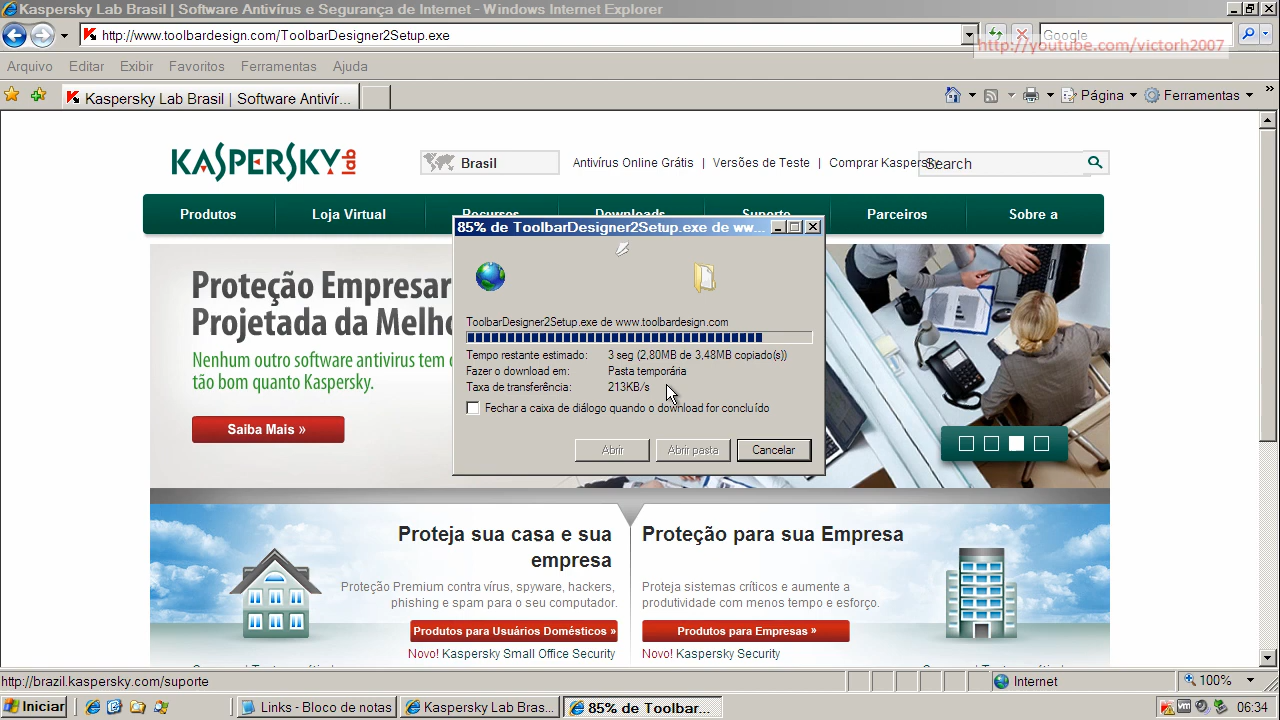 Kaspersky Lab Brasil | Software Antivírus e Segurança de Internet - Windows Internet Explorer
http://www.toolbardesign.com/ToolbarDesigner2Setup.exe
Google
http://youtube.com/victorh2007
Arquivo Editar Exibir Favoritos Ferramentas Ajuda
Kaspersky Lab Brasil | Software Antivír...
Página Ferramentas
KASPERSKY lab
Brasil
Antivírus Online Grátis | Versões de Teste | Comprar Kaspersky
Search
Produtos Loja Virtual Recursos Downloads Suporte Parceiros Sobre a
85% de ToolbarDesigner2Setup.exe de ww...
Proteção Empresar
Projetada da Melho
Nenhum outro software antivirus tem
tão bom quanto Kaspersky.
Saiba Mais »
ToolbarDesigner2Setup.exe de www.toolbardesign.com
Tempo restante estimado: 3 seg (2,80MB de 3,48MB copiado(s))
Fazer o download em: Pasta temporária
Taxa de transferência: 213KB/s
Fechar a caixa de diálogo quando o download for concluído
Abrir Abrir pasta Cancelar
Proteja sua casa e sua
empresa
Proteção Premium contra vírus, spyware, hackers,
phishing e spam para o seu computador.
Produtos para Usuários Domésticos »
Novo! Kaspersky Small Office Security
Proteção para sua Empresa
Proteja sistemas críticos e aumente a
produtividade em menos tempo e esforço.
Produtos para Empresas »
Novo! Kaspersky Security
http://brazil.kaspersky.com/suporte
Internet
100%
Iniciar
Links - Bloco de notas
Kaspersky Lab Bras...
85% de Toolbar...
06:34